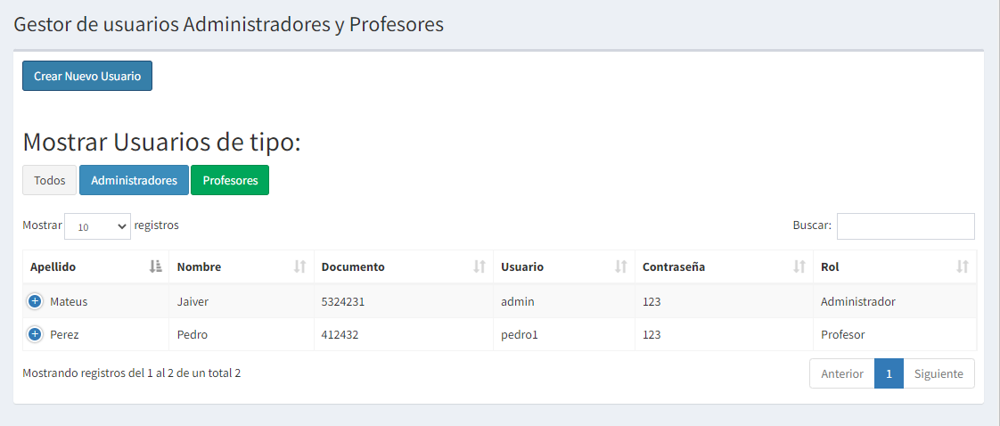 Gestor de usuarios Administradores y Profesores
Crear Nuevo Usuario
Mostrar Usuarios de tipo:
Todos Administradores Profesores
Mostrar 10 registros Buscar:
Apellido Nombre Documento Usuario Contraseña Rol
Mateus Jaiver 5324231 admin 123 Administrador
Perez Pedro 412432 pedro1 123 Profesor
Mostrando registros del 1 al 2 de un total 2 Anterior 1 Siguiente